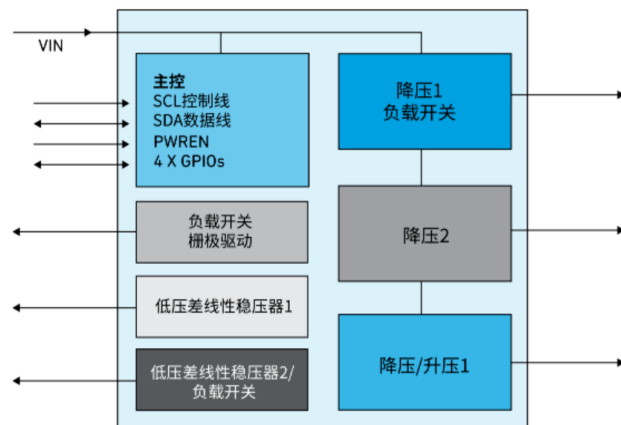 VIN
主控
SCL控制线
SDA数据线
PWREN
4 X GPIOs
负载开关
栅极驱动
低压差线性稳压器1
低压差线性稳压器2/
负载开关
降压1
负载开关
降压2
降压/升压1